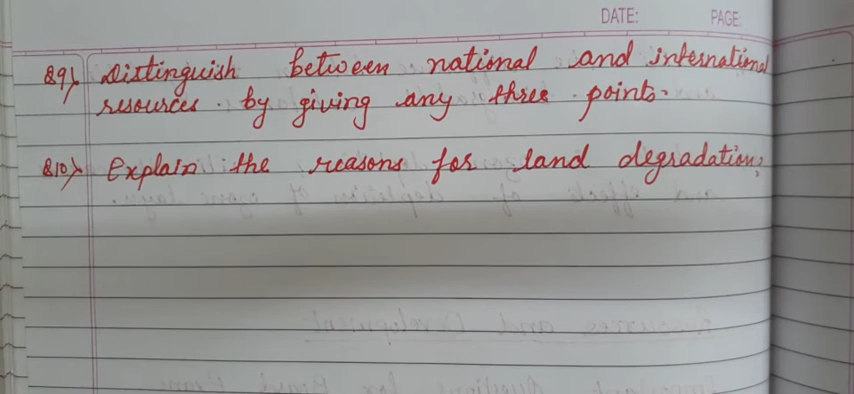 DATE: PAGE
Q9) Distinguish between national and international
resources. by giving any three points.
Q10) Explain the reasons for land degradation?